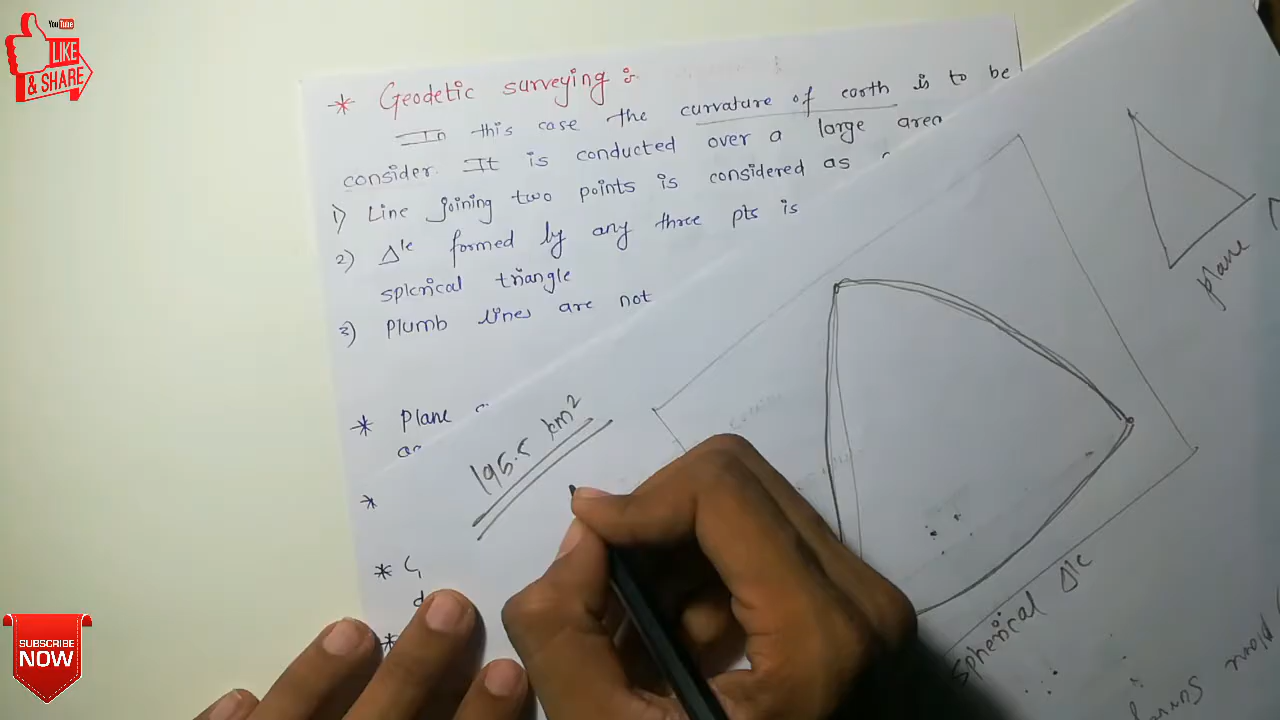 YouTube
LIKE
& SHARE
* Geodetic surveying :-
In this case the curvature of earth is to be
consider. It is conducted over a large area
1) Line joining two points is considered as
2) Δle formed by any three pts is
splerical triangle
3) Plumb lines are not
* Plane
*
* G
d
*
195.5 km²
plane
Spherical Δle
Plan
SUBSCRIBE
NOW